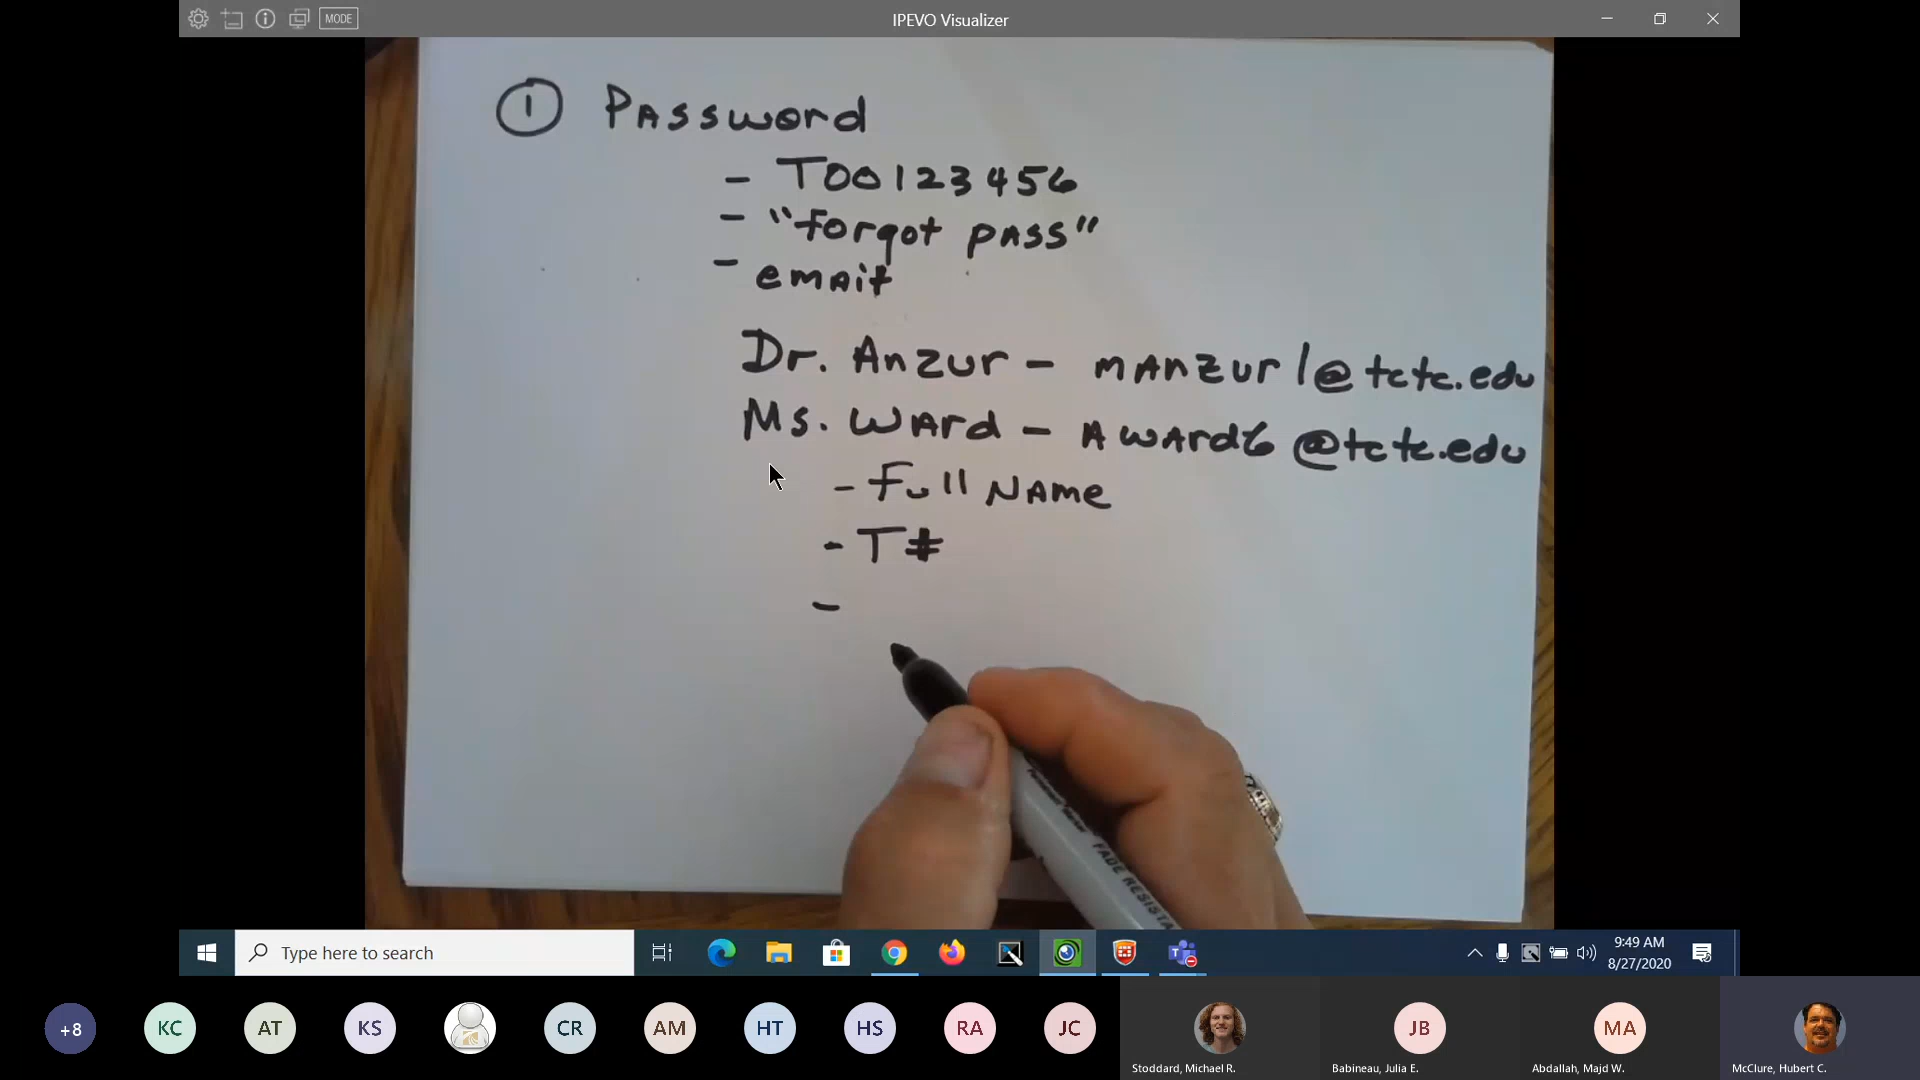 MODE
IPEVO Visualizer
1 Password
- T00123456
- "forgot pass"
- email
Dr. Anzur - manzur1@tctc.edu
Ms. Ward - award6@tctc.edu
- Full Name
- T#
-
FADE RESISTA
Type here to search
9:49 AM
8/27/2020
+8
KC
AT
KS
CR
AM
HT
HS
RA
JC
JB
MA
Stoddard, Michael R.
Babineau, Julia E.
Abdallah, Majd W.
McClure, Hubert C.